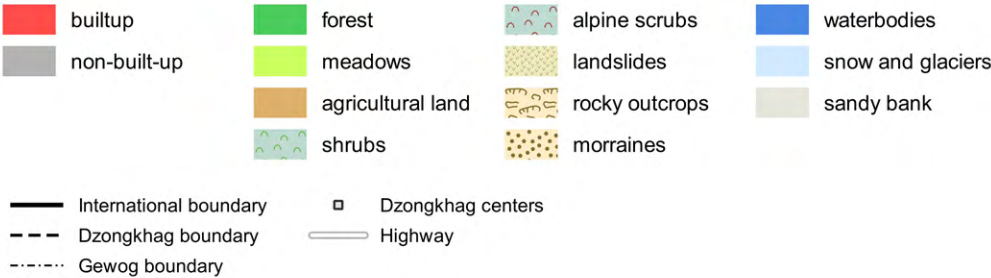 builtup
non-built-up
forest
meadows
agricultural land
shrubs
alpine scrubs
landslides
rocky outcrops
morraines
waterbodies
snow and glaciers
sandy bank
International boundary
Dzongkhag boundary
Gewog boundary
Dzongkhag centers
Highway